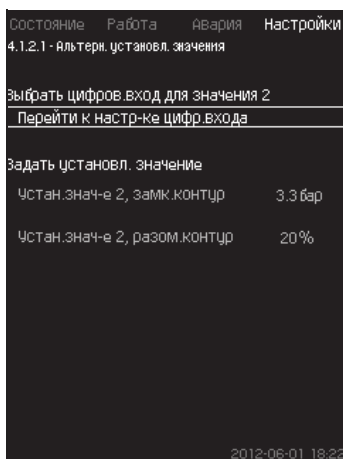 Состояние Работа Авария Настройки
4.1.2.1 - Альтерн. установл. значения
Выбрать цифров.вход для значения 2
Перейти к настр-ке цифр.входа
Задать установл. значение
Устан.знач-е 2, замк.контур 3.3 бар
Устан.знач-е 2, разом.контур 20%
2012-06-01 18:22